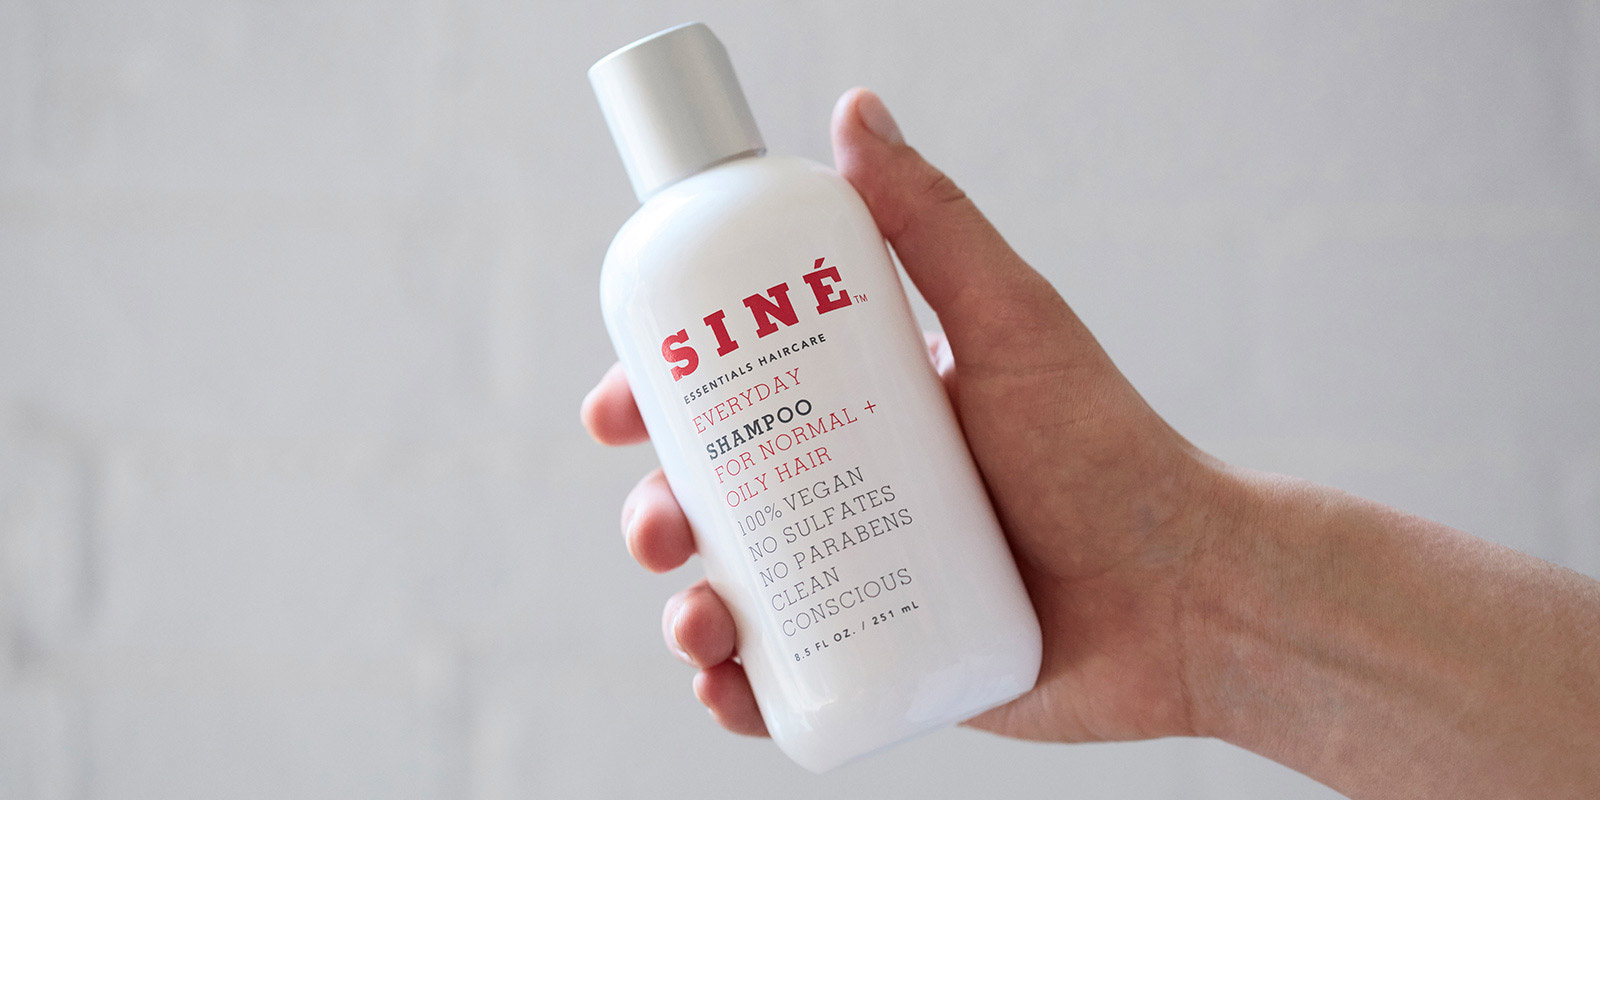 SINÉ™
ESSENTIALS HAIRCARE
EVERYDAY
SHAMPOO
FOR NORMAL +
OILY HAIR
100% VEGAN
NO SULFATES
NO PARABENS
CLEAN
CONSCIOUS
8.5 FL OZ. / 251 mL